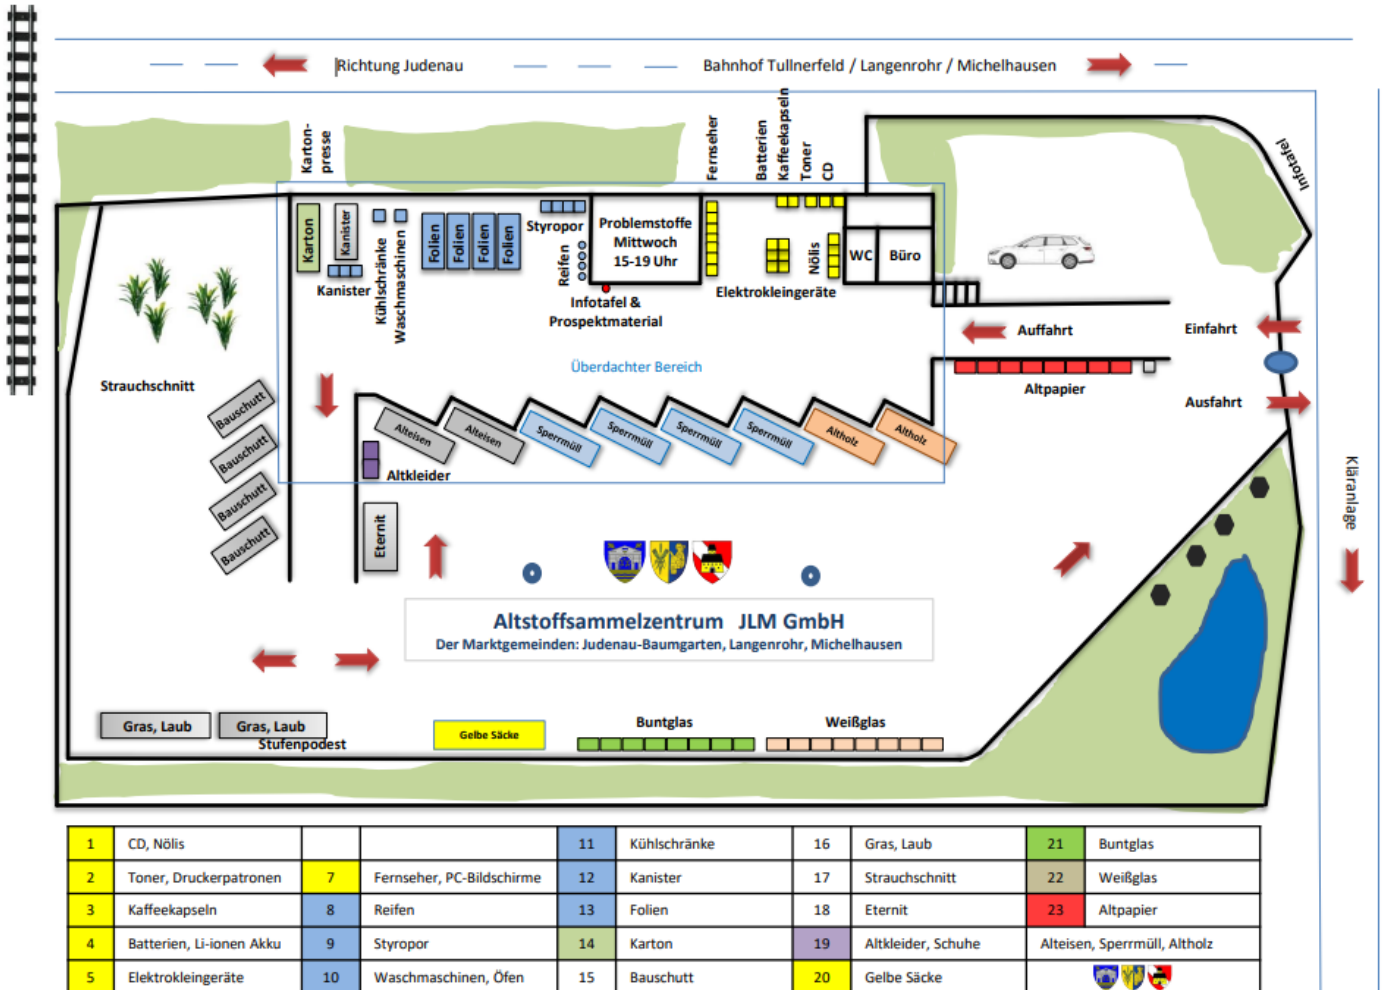 Richtung Judenau
Bahnhof Tullnerfeld / Langenrohr / Michelhausen
Karton-
presse
Fernseher
Batterien
Kaffeekapseln
Toner
CD
Infotafel
Karton
Kanister
Kanister
Kühlschränke
Waschmaschinen
Folien
Folien
Folien
Folien
Styropor
Reifen
Problemstoffe
Mittwoch
15-19 Uhr
Infotafel &
Prospektmaterial
Nölis
Elektrokleingeräte
WC
Büro
Auffahrt
Einfahrt
Überdachter Bereich
Altpapier
Ausfahrt
Strauchschnitt
Bauschutt
Bauschutt
Bauschutt
Bauschutt
Alteisen
Alteisen
Sperrmüll
Sperrmüll
Sperrmüll
Sperrmüll
Altholz
Altholz
Altkleider
Eternit
Kläranlage
Altstoffsammelzentrum JLM GmbH
Der Marktgemeinden: Judenau-Baumgarten, Langenrohr, Michelhausen
Gras, Laub
Gras, Laub
Stufenpodest
Gelbe Säcke
Buntglas
Weißglas
1 CD, Nölis 11 Kühlschränke 16 Gras, Laub 21 Buntglas
2 Toner, Druckerpatronen 7 Fernseher, PC-Bildschirme 12 Kanister 17 Strauchschnitt 22 Weißglas
3 Kaffeekapseln 8 Reifen 13 Folien 18 Eternit 23 Altpapier
4 Batterien, Li-ionen Akku 9 Styropor 14 Karton 19 Altkleider, Schuhe Alteisen, Sperrmüll, Altholz
5 Elektrokleingeräte 10 Waschmaschinen, Öfen 15 Bauschutt 20 Gelbe Säcke